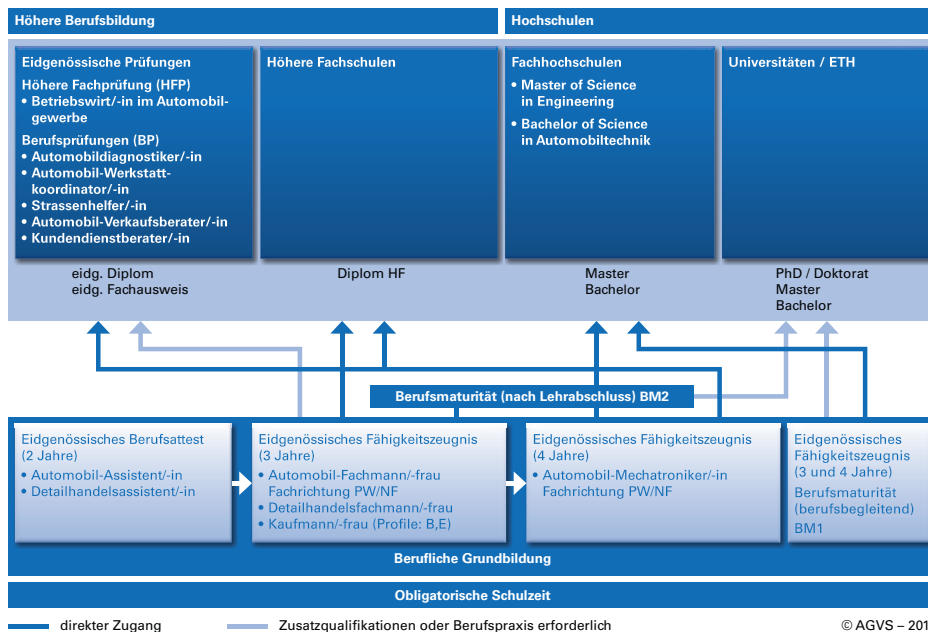 Höhere Berufsbildung
Hochschulen
Eidgenössische Prüfungen
Höhere Fachprüfung (HFP)
• Betriebswirt/-in im Automobil-
gewerbe
Berufsprüfungen (BP)
• Automobildiagnostiker/-in
• Automobil-Werkstatt-
koordinator/-in
• Strassenhelfer/-in
• Automobil-Verkaufsberater/-in
• Kundendienstberater/-in
Höhere Fachschulen
Fachhochschulen
• Master of Science
in Engineering
• Bachelor of Science
in Automobiltechnik
Universitäten / ETH
eidg. Diplom
eidg. Fachausweis
Diplom HF
Master
Bachelor
PhD / Doktorat
Master
Bachelor
Berufsmaturität (nach Lehrabschluss) BM2
Eidgenössisches Berufsattest
(2 Jahre)
• Automobil-Assistent/-in
• Detailhandelsassistent/-in
Eidgenössisches Fähigkeitszeugnis
(3 Jahre)
• Automobil-Fachmann/-frau
Fachrichtung PW/NF
• Detailhandelsfachmann/-frau
• Kaufmann/-frau (Profile: B,E)
Eidgenössisches Fähigkeitszeugnis
(4 Jahre)
• Automobil-Mechatroniker/-in
Fachrichtung PW/NF
Eidgenössisches
Fähigkeitszeugnis
(3 und 4 Jahre)
Berufsmaturität
(berufsbegleitend)
BM1
Berufliche Grundbildung
Obligatorische Schulzeit
direkter Zugang
Zusatzqualifikationen oder Berufspraxis erforderlich
© AGVS – 201